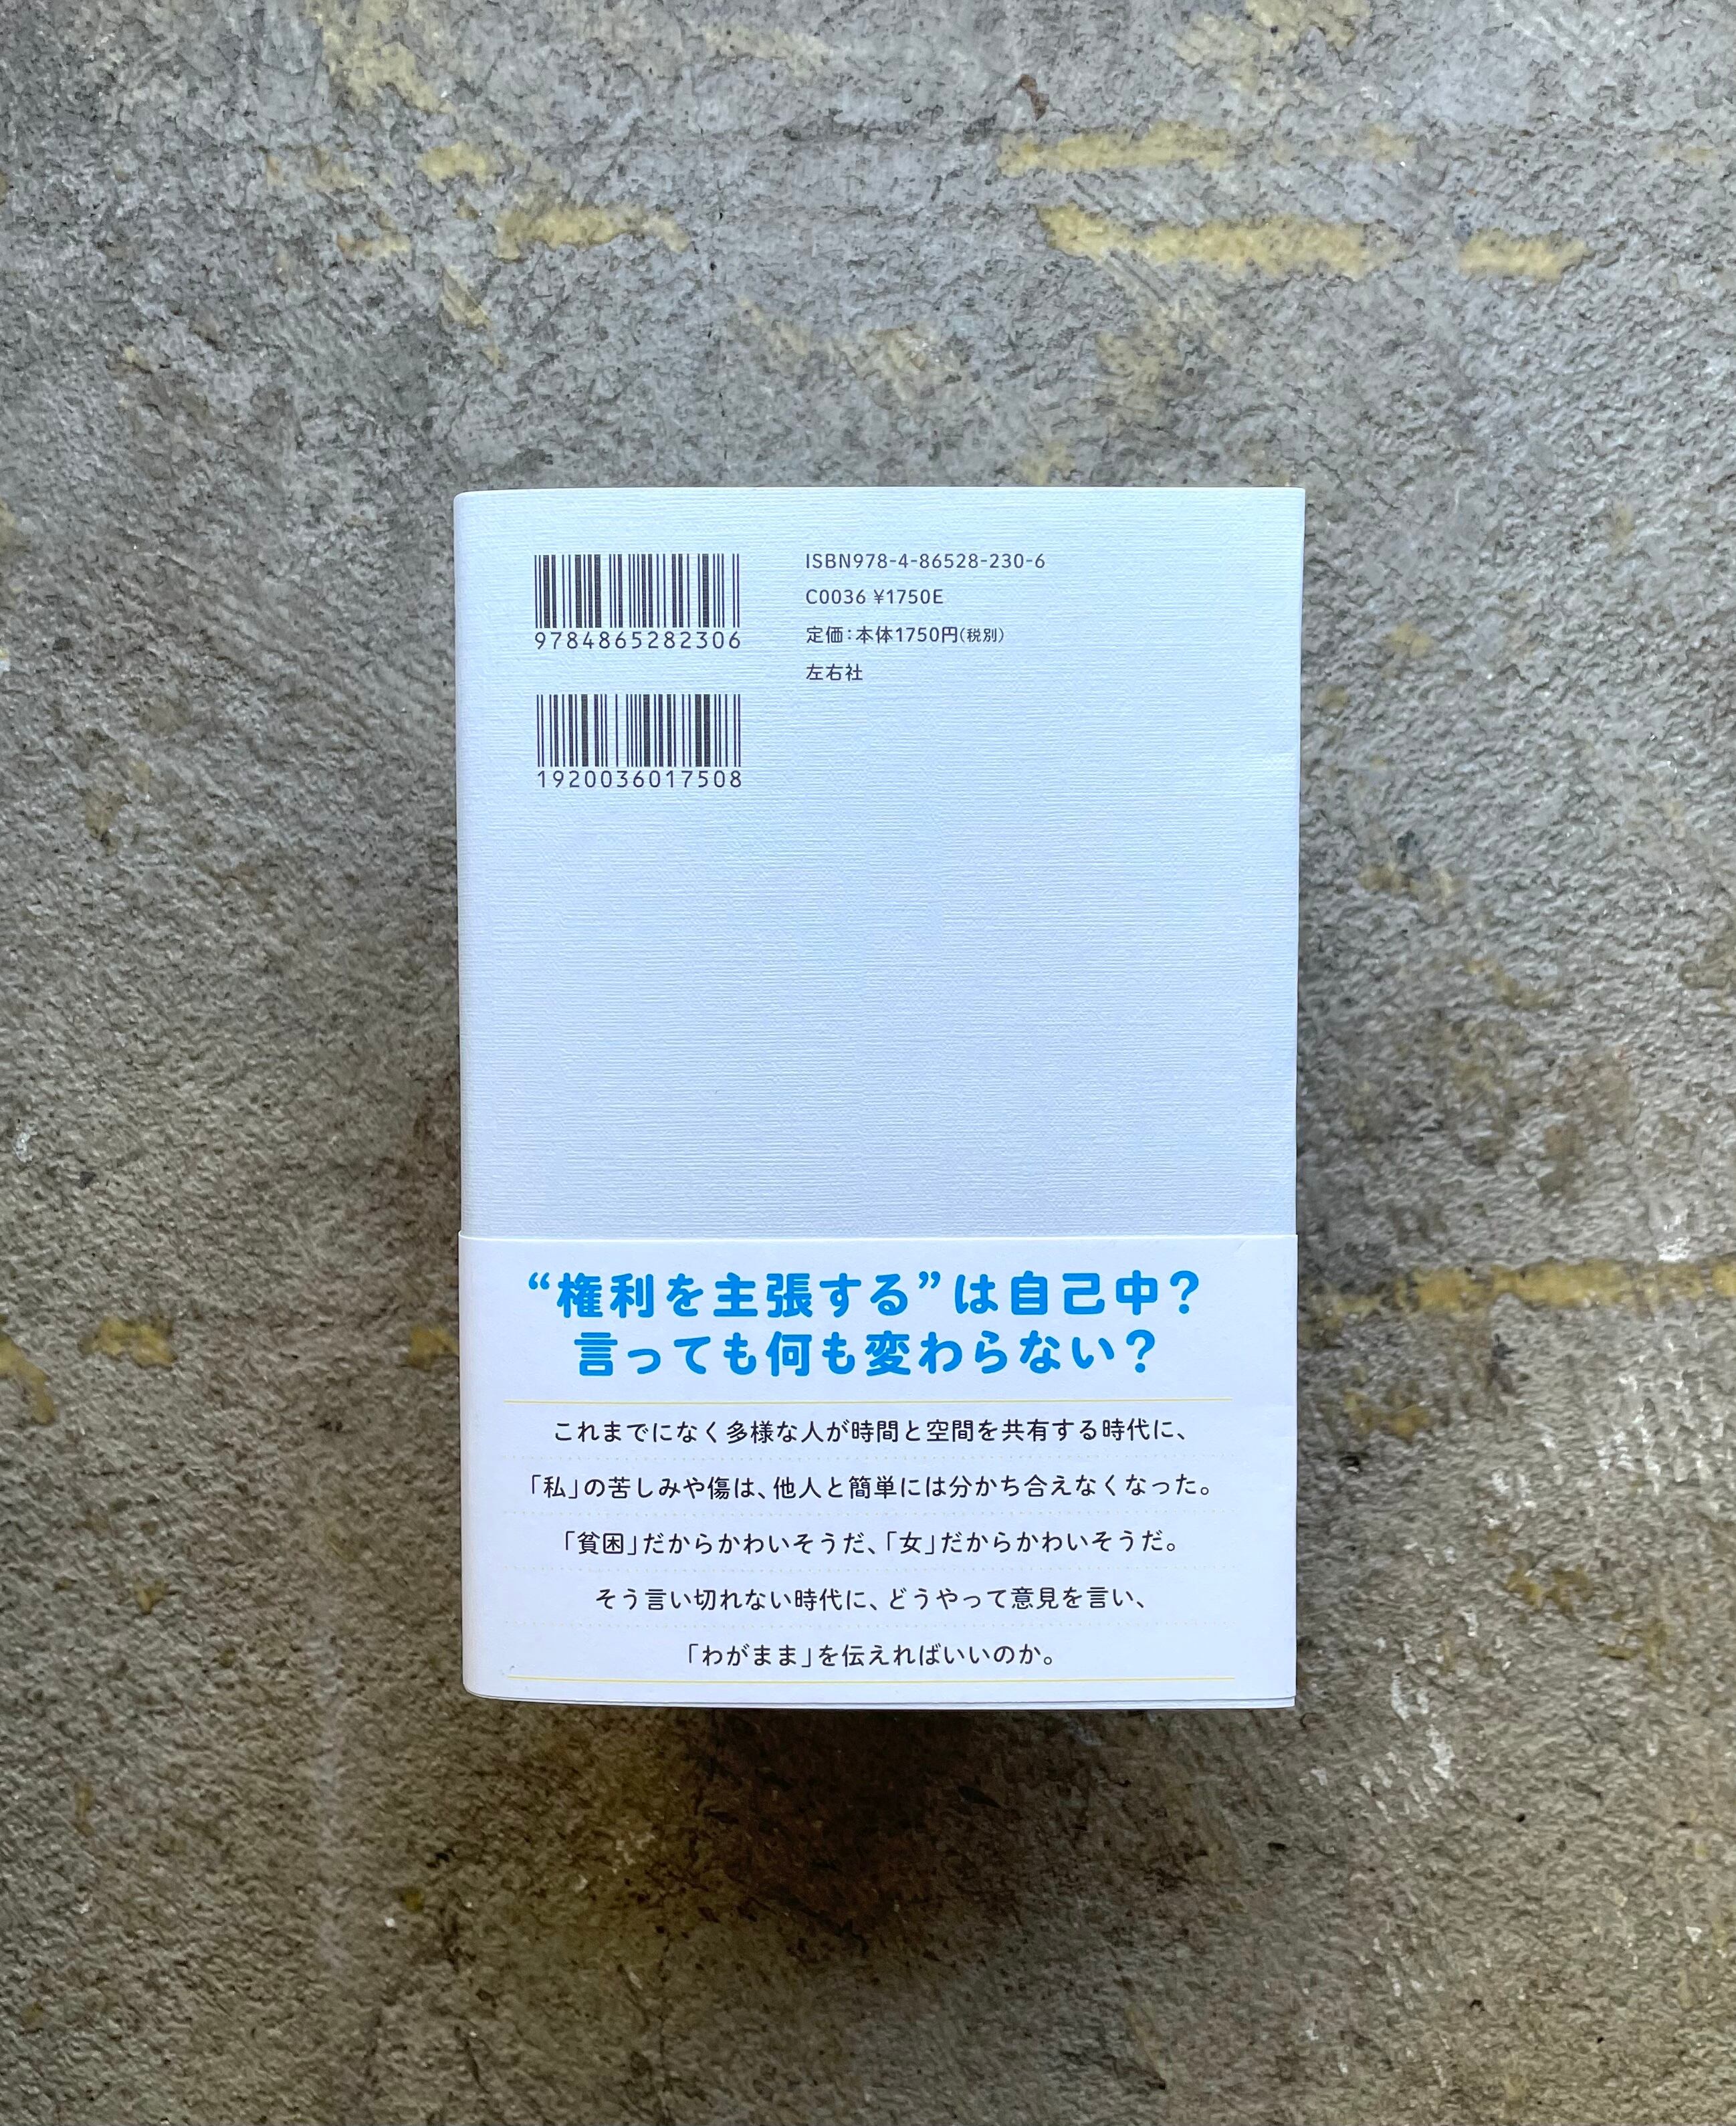 9784865282306
1920036017508
ISBN978-4-86528-230-6
C0036 ¥1750E
定価：本体1750円（税別）
左右社
“権利を主張する”は自己中？
言っても何も変わらない？
これまでになく多様な人が時間と空間を共有する時代に、
「私」の苦しみや傷は、他人と簡単には分かち合えなくなった。
「貧困」だからかわいそうだ、「女」だからかわいそうだ。
そう言い切れない時代に、どうやって意見を言い、
「わがまま」を伝えればいいのか。